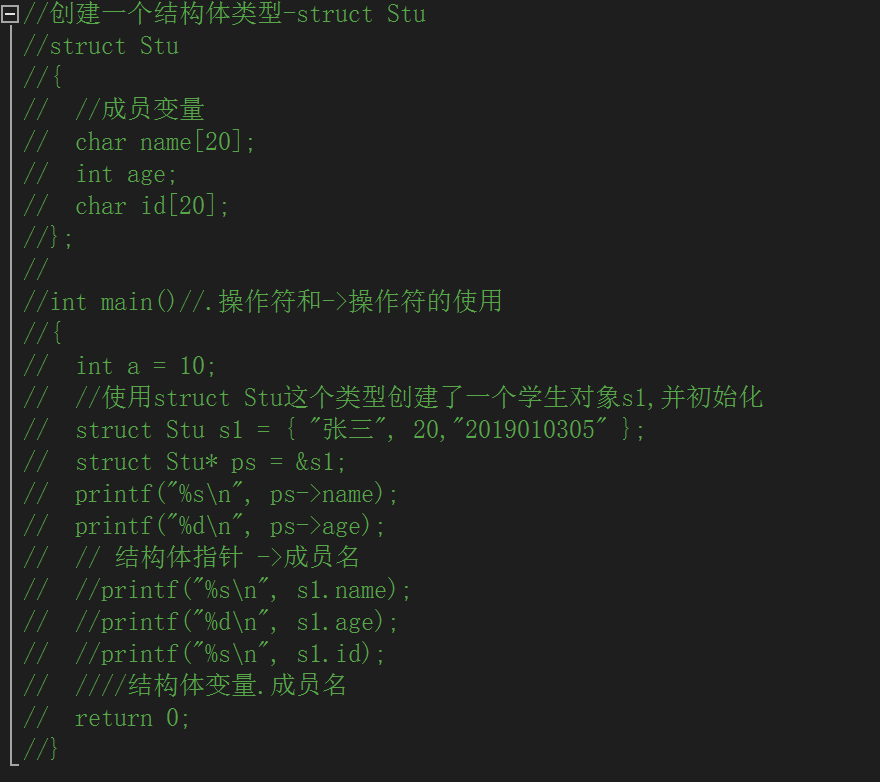 //创建一个结构体类型-struct Stu
//struct Stu
//{
//  //成员变量
//  char name[20];
//  int age;
//  char id[20];
//};
//
//int main()//.操作符和->操作符的使用
//{
//  int a = 10;
//  //使用struct Stu这个类型创建了一个学生对象s1,并初始化
//  struct Stu s1 = { "张三", 20,"2019010305" };
//  struct Stu* ps = &s1;
//  printf("%s\n", ps->name);
//  printf("%d\n", ps->age);
//  // 结构体指针 ->成员名
//  //printf("%s\n", s1.name);
//  //printf("%d\n", s1.age);
//  //printf("%s\n", s1.id);
//  ////结构体变量.成员名
//  return 0;
//}